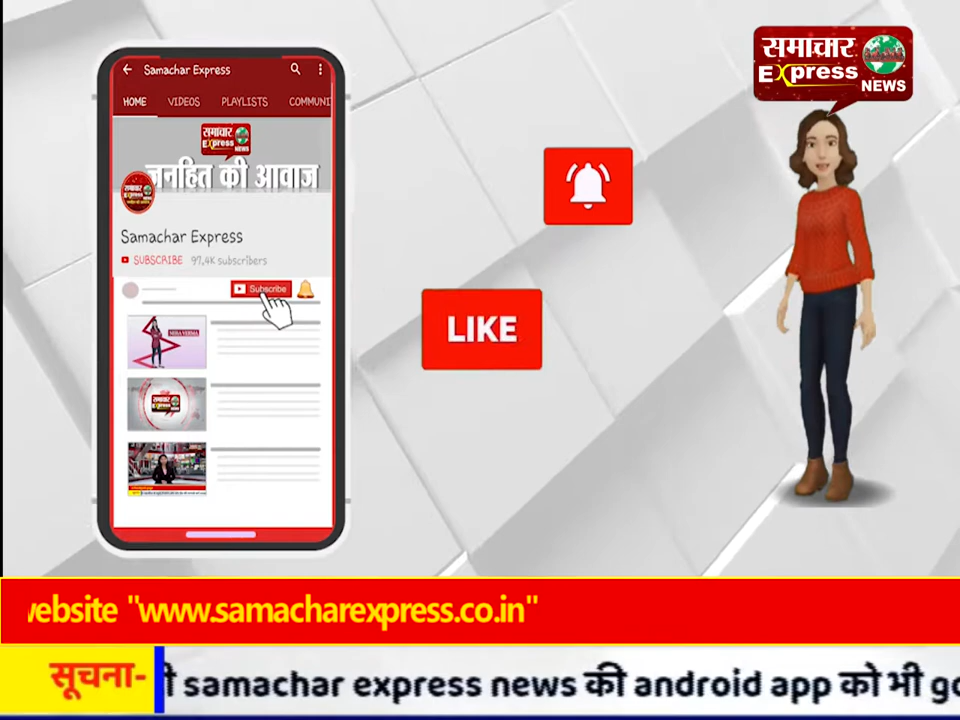 समाचार
Express
NEWS
Samachar Express
HOME VIDEOS PLAYLISTS COMMUNI
समाचार
Express
NEWS
जनहित की आवाज
Samachar Express
SUBSCRIBE 97.4K subscribers
Subscribe
LIKE
website "www.samacharexpress.co.in"
सूचना- samachar express news की android app को भी go